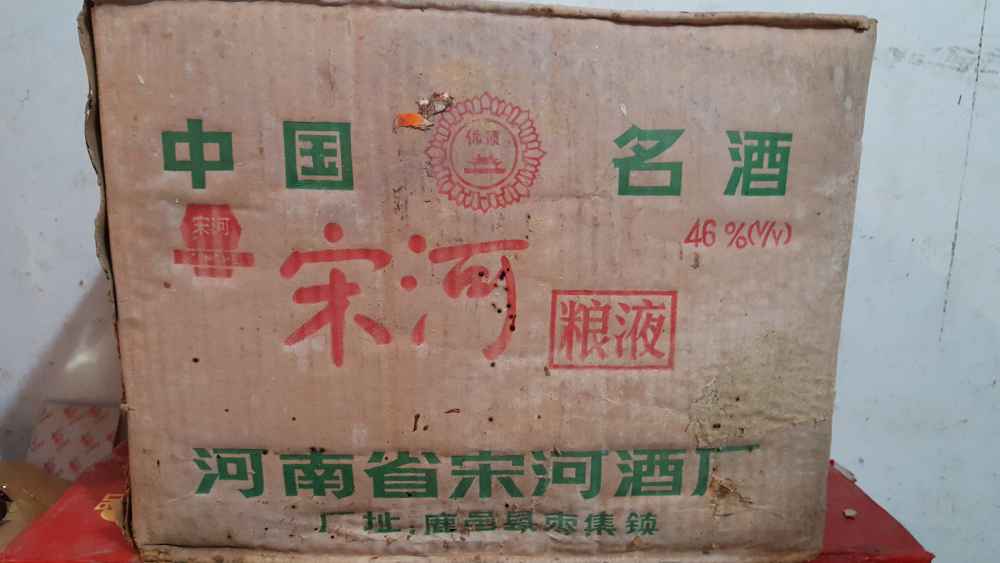 中国 名酒
宋河
46%(V/V)
宋河
粮液
河南省宋河酒厂
厂址:鹿邑县枣集镇